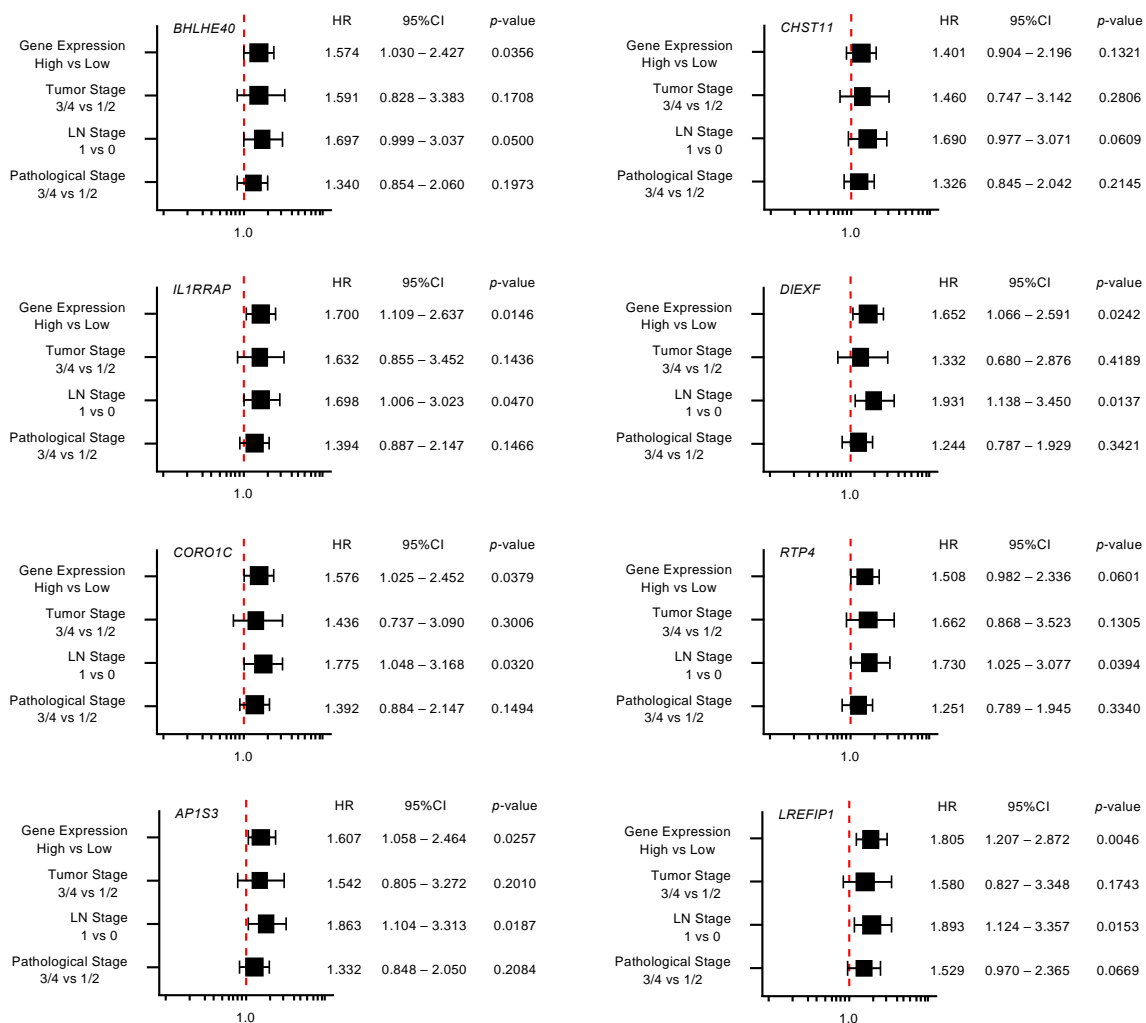 BHLHE40 HR 95%CI p-value
Gene Expression
High vs Low 1.574 1.030 – 2.427 0.0356
Tumor Stage
3/4 vs 1/2 1.591 0.828 – 3.383 0.1708
LN Stage
1 vs 0 1.697 0.999 – 3.037 0.0500
Pathological Stage
3/4 vs 1/2 1.340 0.854 – 2.060 0.1973
1.0
CHST11 HR 95%CI p-value
Gene Expression
High vs Low 1.401 0.904 – 2.196 0.1321
Tumor Stage
3/4 vs 1/2 1.460 0.747 – 3.142 0.2806
LN Stage
1 vs 0 1.690 0.977 – 3.071 0.0609
Pathological Stage
3/4 vs 1/2 1.326 0.845 – 2.042 0.2145
1.0
IL1RRAP HR 95%CI p-value
Gene Expression
High vs Low 1.700 1.109 – 2.637 0.0146
Tumor Stage
3/4 vs 1/2 1.632 0.855 – 3.452 0.1436
LN Stage
1 vs 0 1.698 1.006 – 3.023 0.0470
Pathological Stage
3/4 vs 1/2 1.394 0.887 – 2.147 0.1466
1.0
DIEXF HR 95%CI p-value
Gene Expression
High vs Low 1.652 1.066 – 2.591 0.0242
Tumor Stage
3/4 vs 1/2 1.332 0.680 – 2.876 0.4189
LN Stage
1 vs 0 1.931 1.138 – 3.450 0.0137
Pathological Stage
3/4 vs 1/2 1.244 0.787 – 1.929 0.3421
1.0
CORO1C HR 95%CI p-value
Gene Expression
High vs Low 1.576 1.025 – 2.452 0.0379
Tumor Stage
3/4 vs 1/2 1.436 0.737 – 3.090 0.3006
LN Stage
1 vs 0 1.775 1.048 – 3.168 0.0320
Pathological Stage
3/4 vs 1/2 1.392 0.884 – 2.147 0.1494
1.0
RTP4 HR 95%CI p-value
Gene Expression
High vs Low 1.508 0.982 – 2.336 0.0601
Tumor Stage
3/4 vs 1/2 1.662 0.868 – 3.523 0.1305
LN Stage
1 vs 0 1.730 1.025 – 3.077 0.0394
Pathological Stage
3/4 vs 1/2 1.251 0.789 – 1.945 0.3340
1.0
AP1S3 HR 95%CI p-value
Gene Expression
High vs Low 1.607 1.058 – 2.464 0.0257
Tumor Stage
3/4 vs 1/2 1.542 0.805 – 3.272 0.2010
LN Stage
1 vs 0 1.863 1.104 – 3.313 0.0187
Pathological Stage
3/4 vs 1/2 1.332 0.848 – 2.050 0.2084
1.0
LREFIP1 HR 95%CI p-value
Gene Expression
High vs Low 1.805 1.207 – 2.872 0.0046
Tumor Stage
3/4 vs 1/2 1.580 0.827 – 3.348 0.1743
LN Stage
1 vs 0 1.893 1.124 – 3.357 0.0153
Pathological Stage
3/4 vs 1/2 1.529 0.970 – 2.365 0.0669
1.0